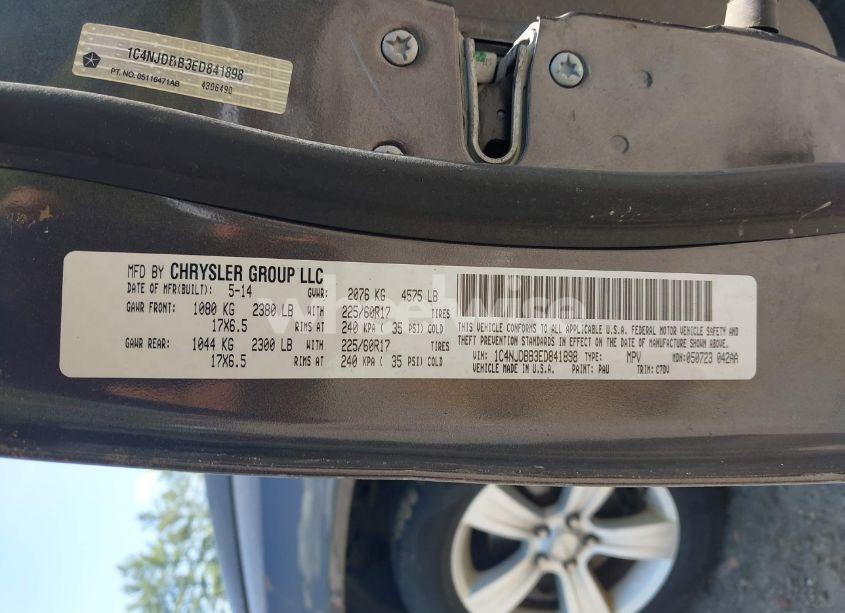 1C4NJDBB3ED841898
PT. NO. 05116471AB 4306490
MFD BY CHRYSLER GROUP LLC
DATE OF MFR(BUILT): 5-14 GVWR: 2076 KG 4575 LB
GAWR FRONT: 1080 KG 2380 LB WITH 225/60R17 TIRES
17X6.5 RIMS AT 240 KPA ( 35 PSI) COLD
GAWR REAR: 1044 KG 2300 LB WITH 225/60R17 TIRES
17X6.5 RIMS AT 240 KPA ( 35 PSI) COLD
THIS VEHICLE CONFORMS TO ALL APPLICABLE U.S.A. FEDERAL MOTOR VEHICLE SAFETY AND
THEFT PREVENTION STANDARDS IN EFFECT ON THE DATE OF MANUFACTURE SHOWN ABOVE.
VIN: 1C4NJDBB3ED841898 TYPE: MPV MDH:050723 042AA
VEHICLE MADE IN U.S.A. PAINT: PAU TRIM: C7DV
wheelwise